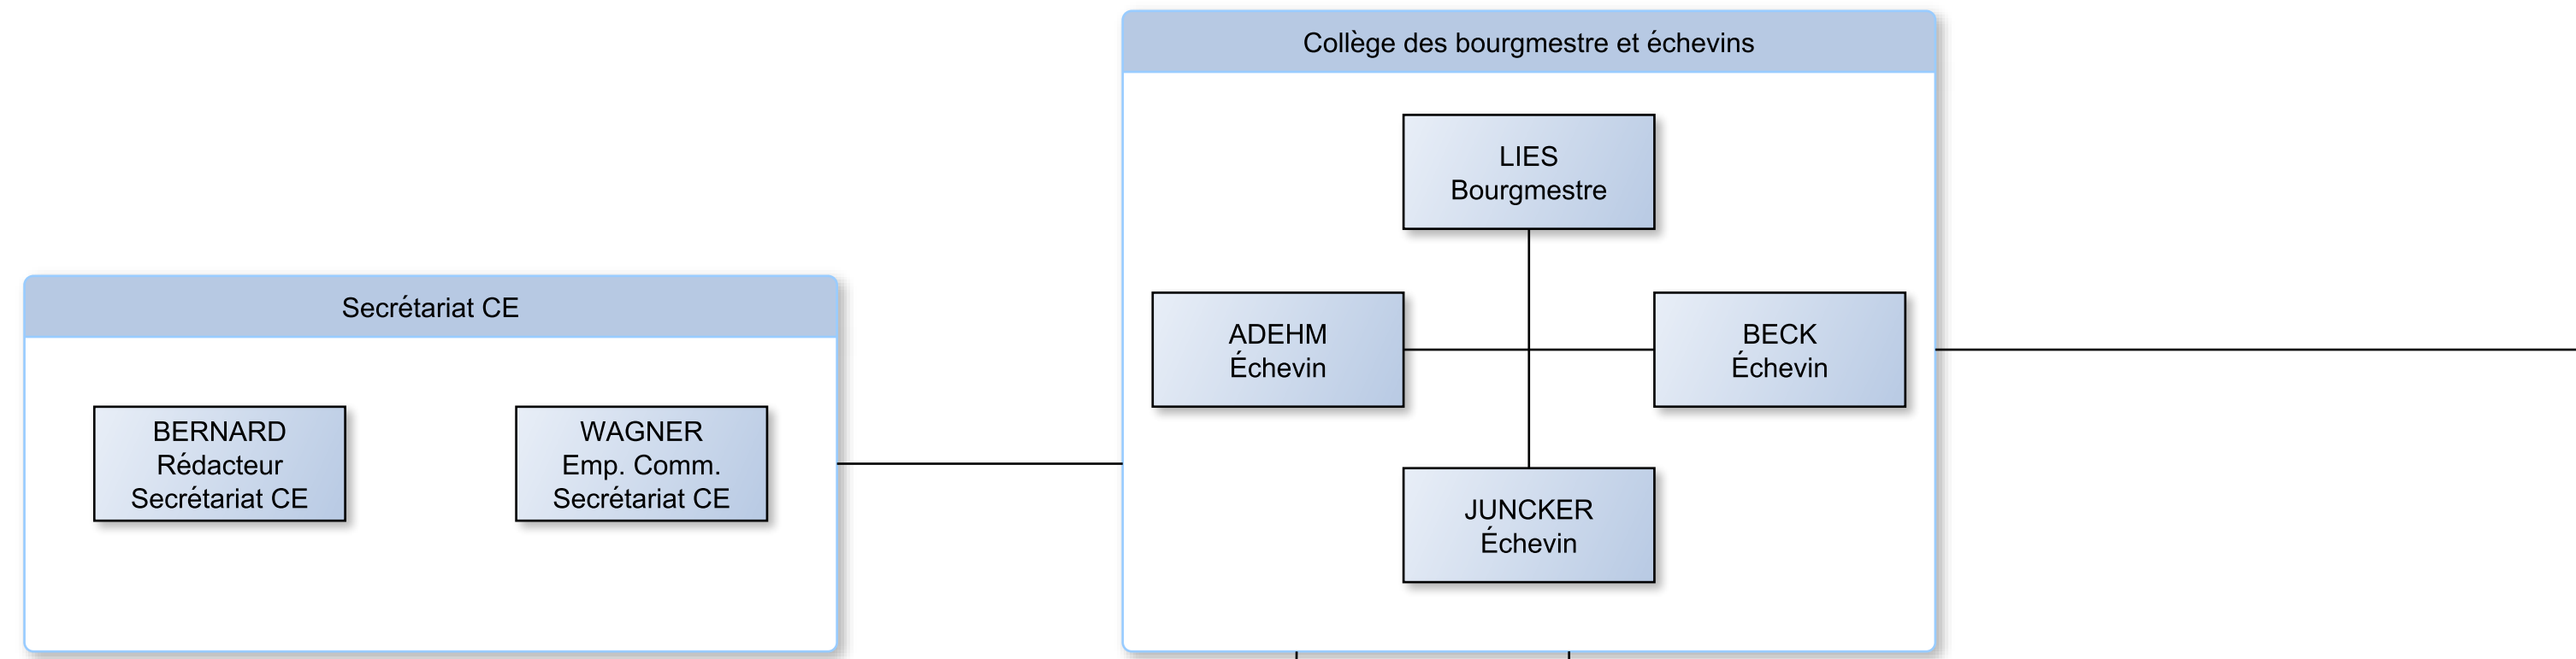 Collège des bourgmestre et échevins
LIES
Bourgmestre
ADEHM
Échevin
BECK
Échevin
JUNCKER
Échevin
Secrétariat CE
BERNARD
Rédacteur
Secrétariat CE
WAGNER
Emp. Comm.
Secrétariat CE